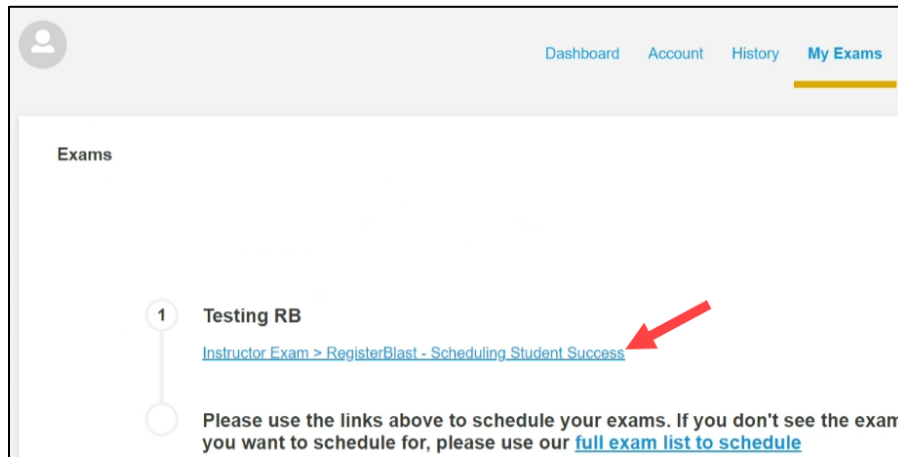 Dashboard Account History My Exams
Exams
1 Testing RB
Instructor Exam > RegisterBlast - Scheduling Student Success
Please use the links above to schedule your exams. If you don't see the exam
you want to schedule for, please use our full exam list to schedule